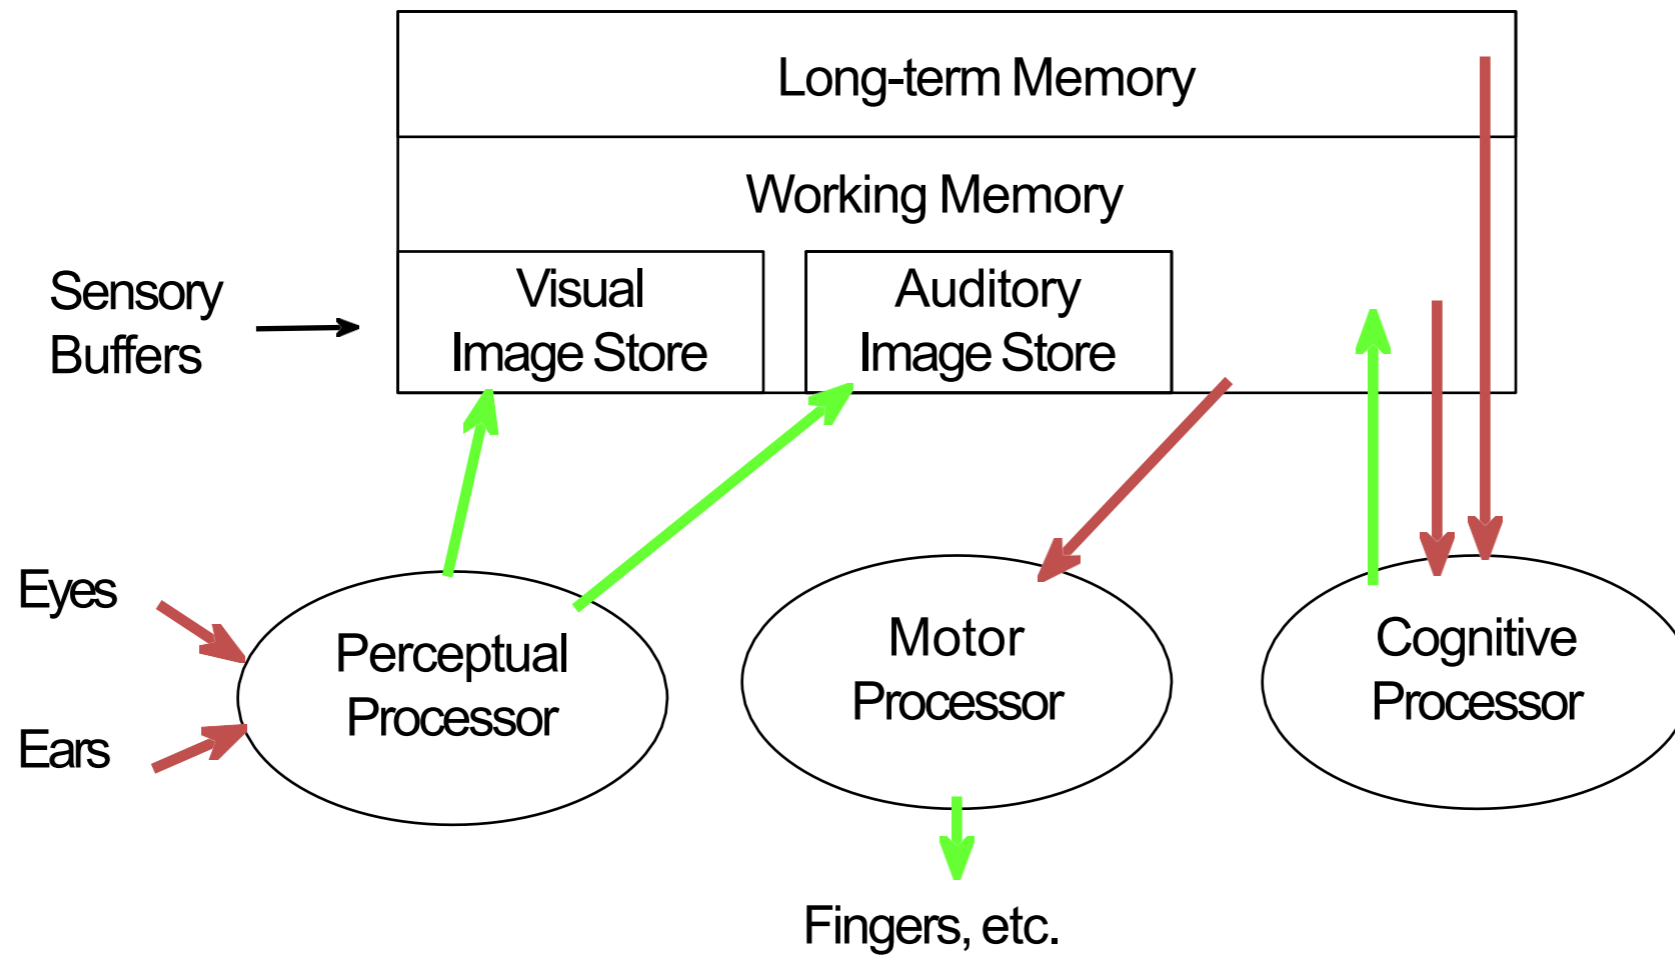 Long-term Memory
Working Memory
Sensory
Buffers
Visual
Image Store
Auditory
Image Store
Eyes
Ears
Perceptual
Processor
Motor
Processor
Cognitive
Processor
Fingers, etc.